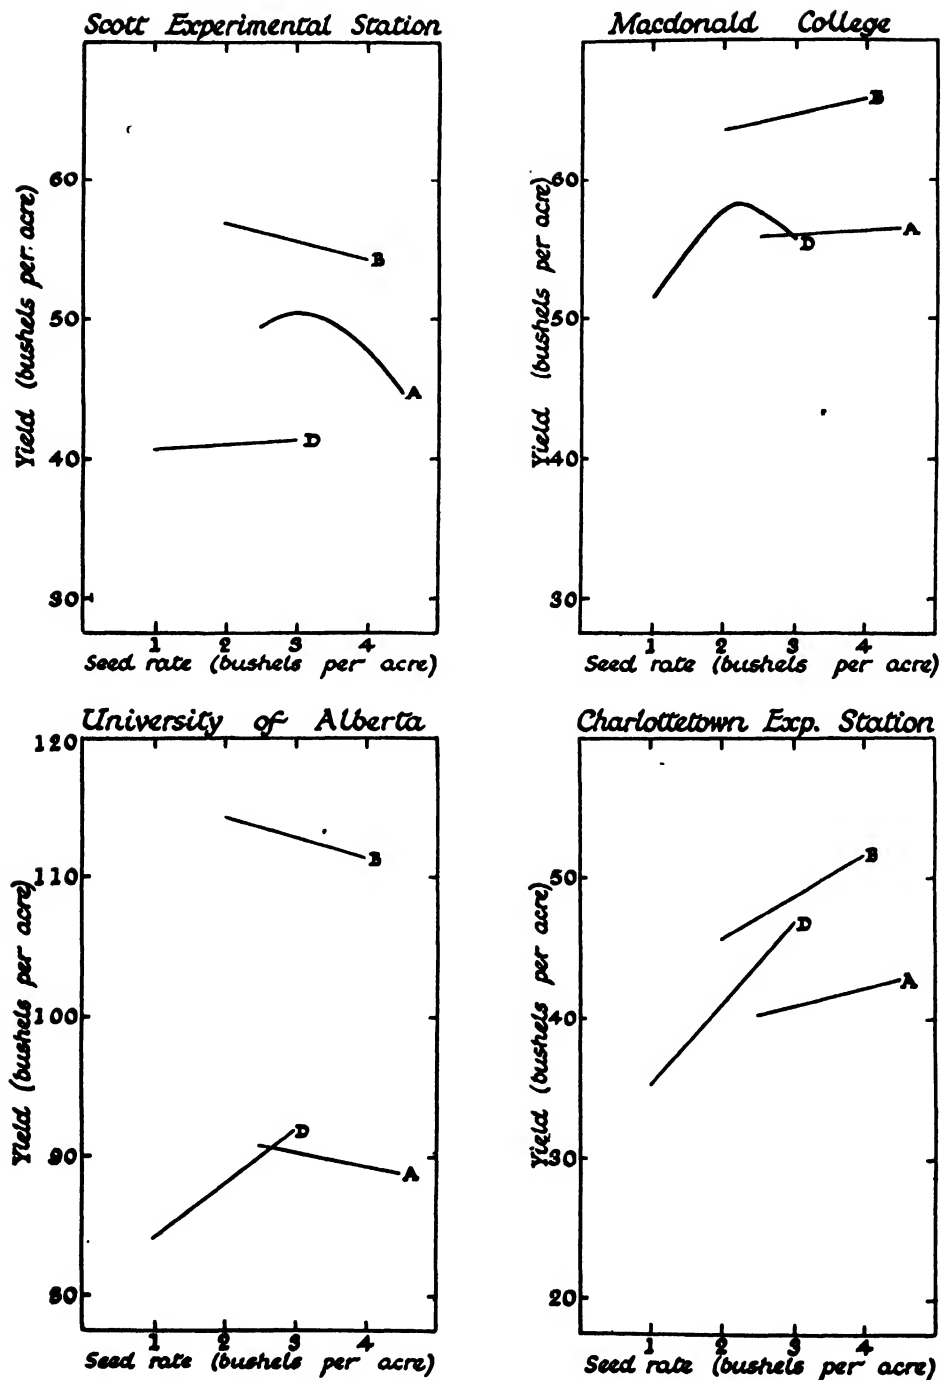 Scott Experimental Station
Yield (bushels per acre)
60
50
40
30
B
A
D
1 2 3 4
Seed rate (bushels per acre)
Macdonald College
Yield (bushels per acre)
60
50
40
30
B
A
D
1 2 3 4
Seed rate (bushels per acre)
University of Alberta
Yield (bushels per acre)
120
110
100
90
80
B
D
A
1 2 3 4
Seed rate (bushels per acre)
Charlottetown Exp. Station
Yield (bushels per acre)
50
40
30
20
B
D
A
1 2 3 4
Seed rate (bushels per acre)